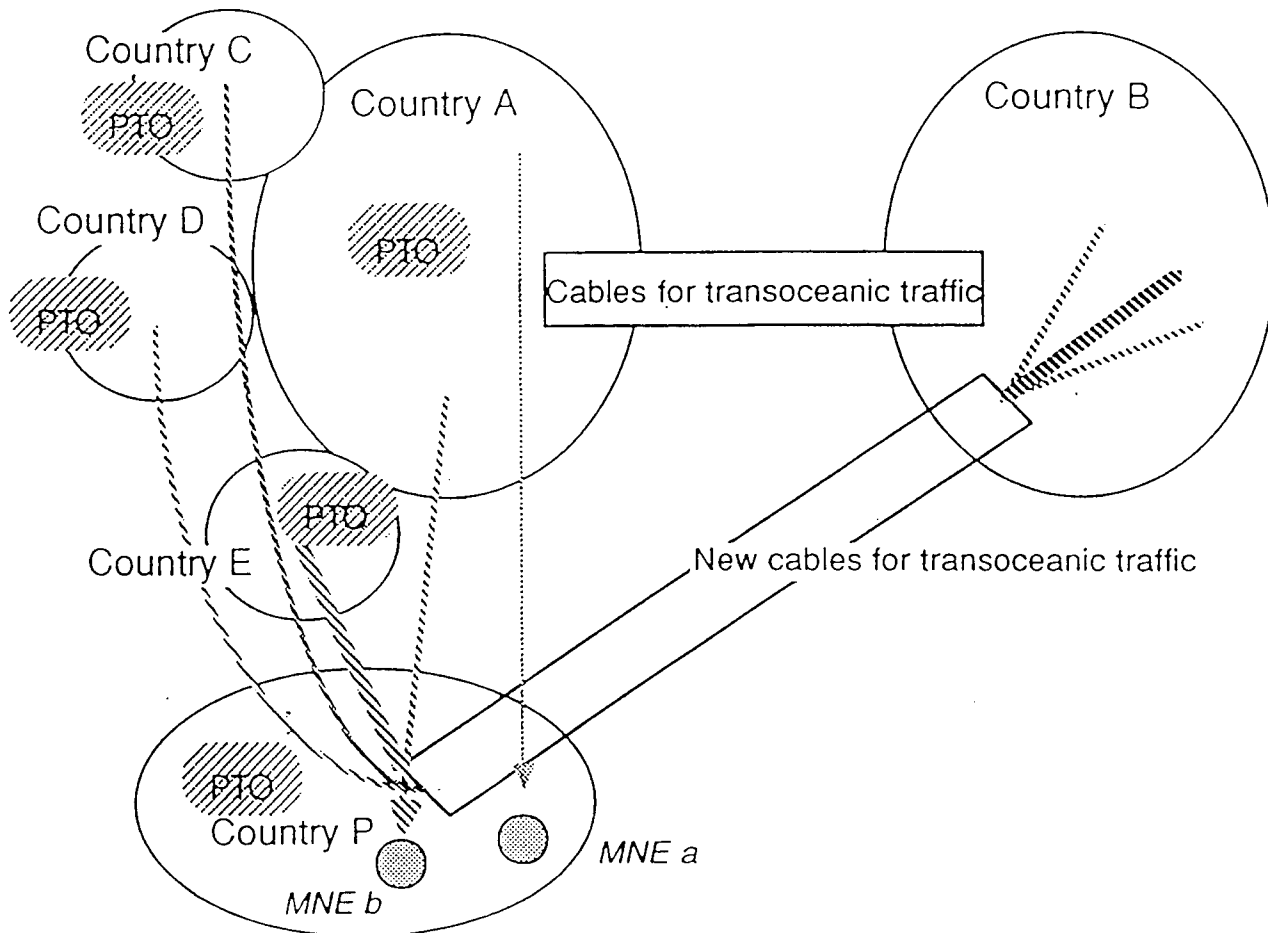 Country C
PTO
Country A
Country B
Country D
PTO
PTO
Cables for transoceanic traffic
PTO
Country E
New cables for transoceanic traffic
PTO
Country P
MNE a
MNE b